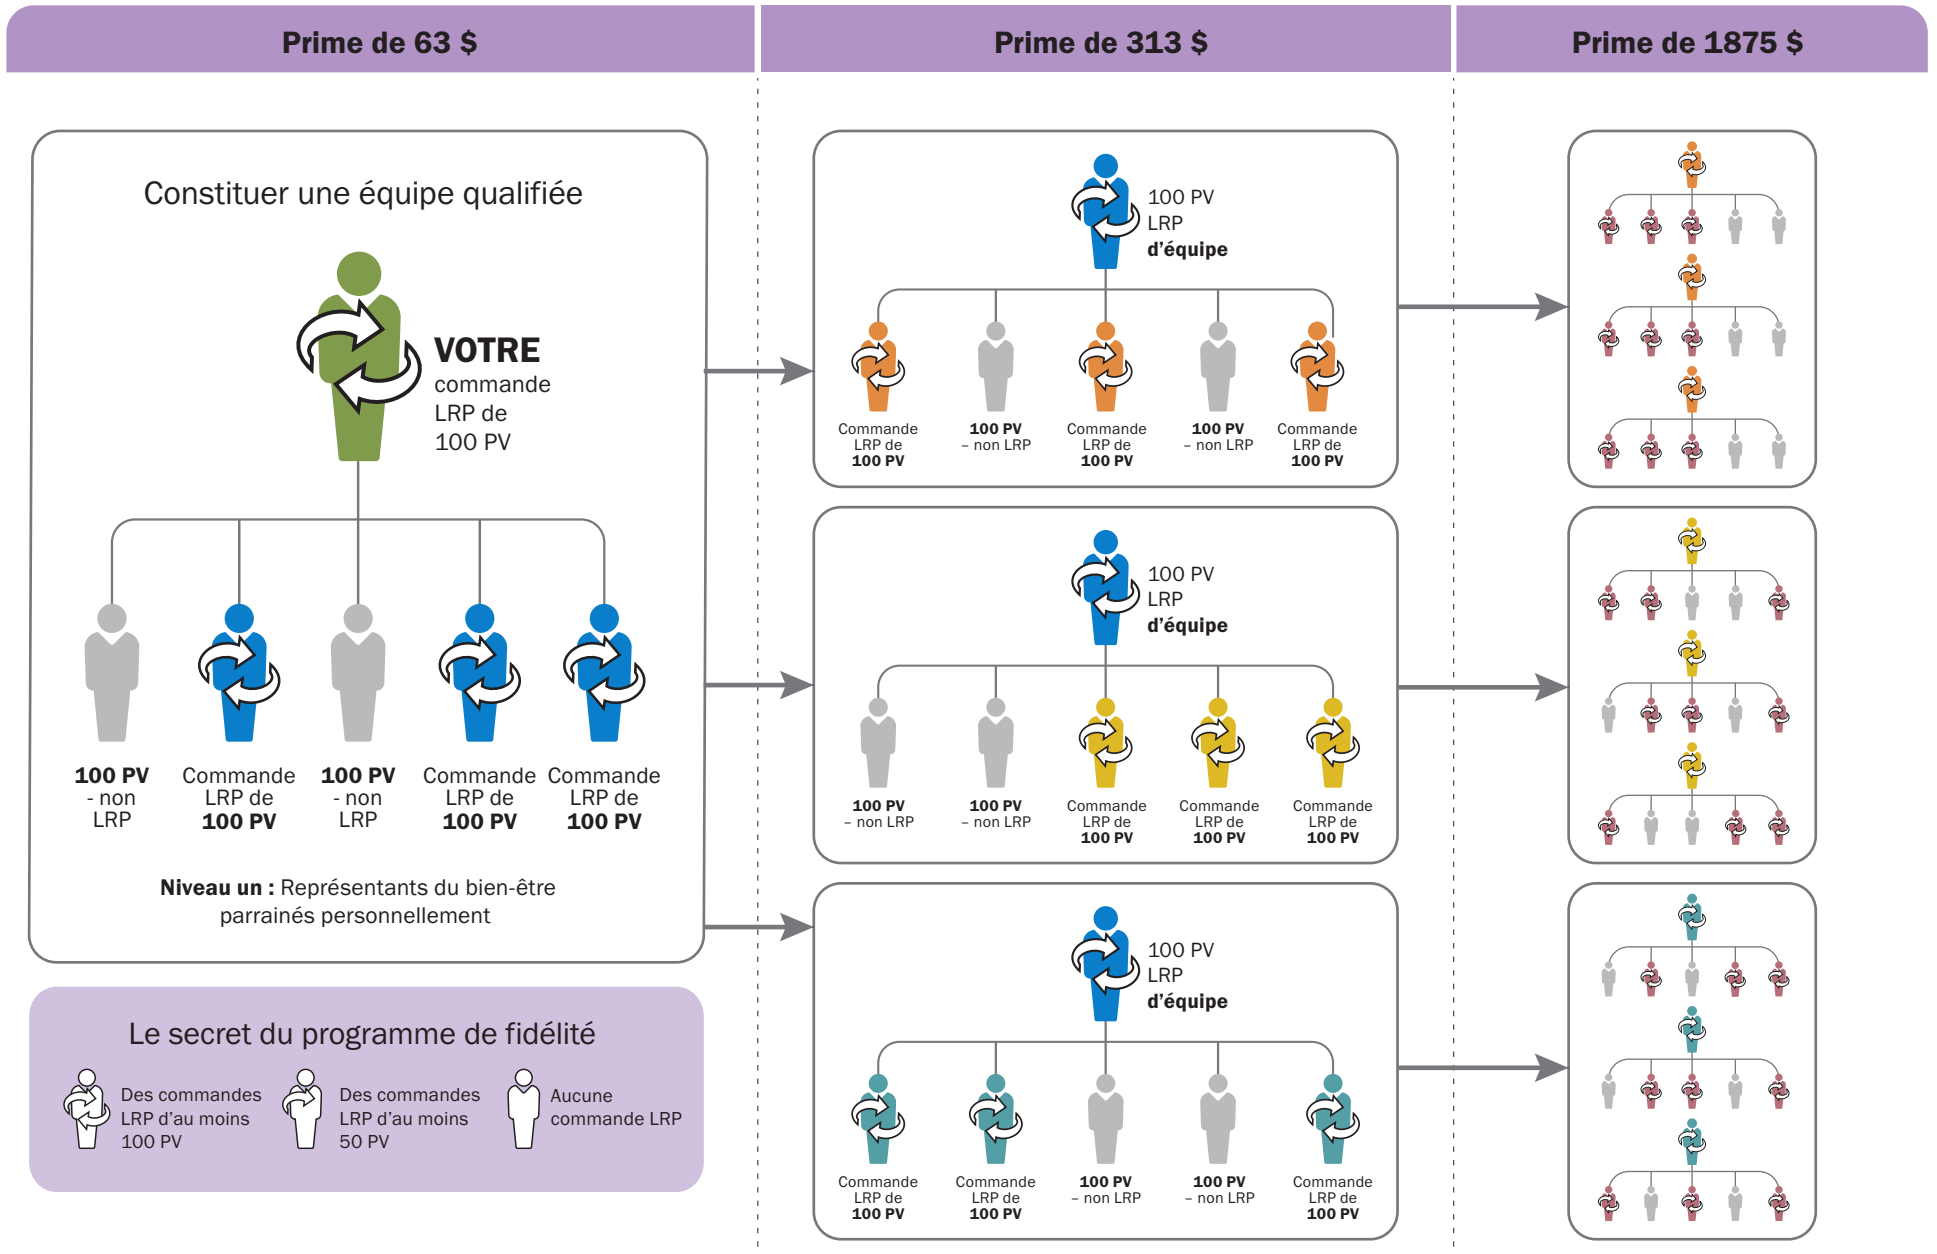 Prime de 63 $
Prime de 313 $
Prime de 1875 $
Constituer une équipe qualifiée
VOTRE
commande
LRP de
100 PV
100 PV
- non
LRP
Commande
LRP de
100 PV
100 PV
- non
LRP
Commande
LRP de
100 PV
Commande
LRP de
100 PV
Niveau un : Représentants du bien-être
parrainés personnellement
Le secret du programme de fidélité
Des commandes
LRP d'au moins
100 PV
Des commandes
LRP d'au moins
50 PV
Aucune
commande LRP
100 PV
LRP
d'équipe
Commande
LRP de
100 PV
100 PV
– non LRP
Commande
LRP de
100 PV
100 PV
– non LRP
Commande
LRP de
100 PV
100 PV
LRP
d'équipe
100 PV
– non LRP
100 PV
– non LRP
Commande
LRP de
100 PV
Commande
LRP de
100 PV
Commande
LRP de
100 PV
100 PV
LRP
d'équipe
Commande
LRP de
100 PV
Commande
LRP de
100 PV
100 PV
– non LRP
100 PV
– non LRP
Commande
LRP de
100 PV